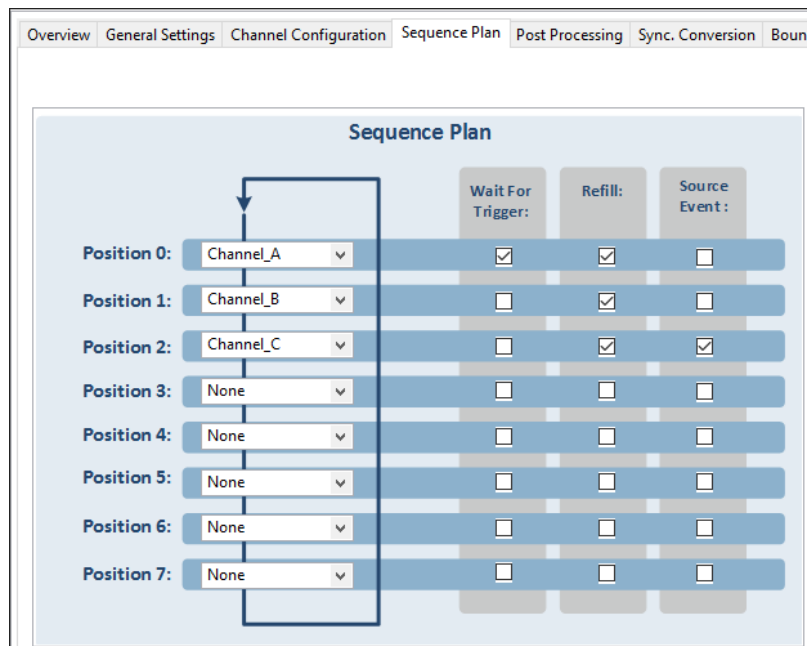 Overview General Settings Channel Configuration Sequence Plan Post Processing Sync. Conversion Boun
Sequence Plan
Wait For
Trigger:
Refill:
Source
Event :
Position 0: Channel_A
Position 1: Channel_B
Position 2: Channel_C
Position 3: None
Position 4: None
Position 5: None
Position 6: None
Position 7: None